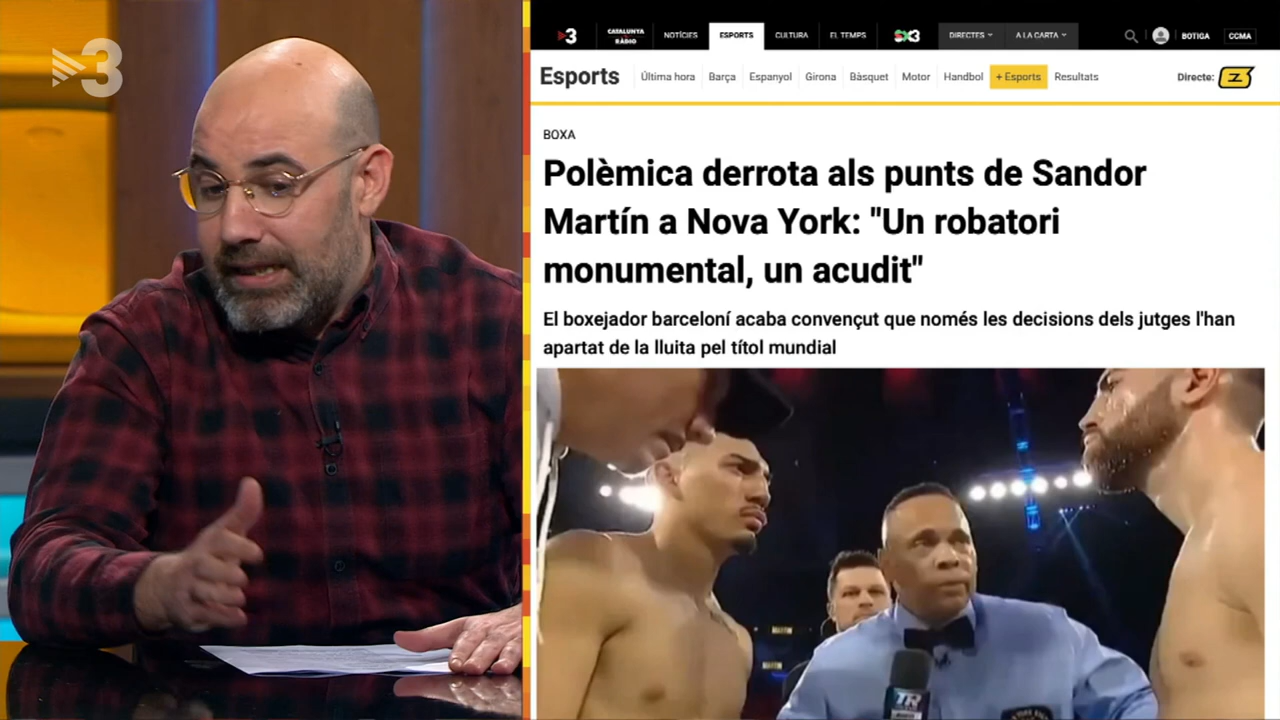 3
3
CATALUNYA
RÀDIO
NOTÍCIES
ESPORTS
CULTURA
EL TEMPS
SX3
DIRECTES
A LA CARTA
BOTIGA
CCMA
Esports
Última hora
Barça
Espanyol
Girona
Bàsquet
Motor
Handbol
+ Esports
Resultats
Directe:
BOXA
Polèmica derrota als punts de Sandor
Martín a Nova York: "Un robatori
monumental, un acudit"
El boxejador barceloní acaba convençut que només les decisions dels jutges l'han
apartat de la lluita pel títol mundial
TR